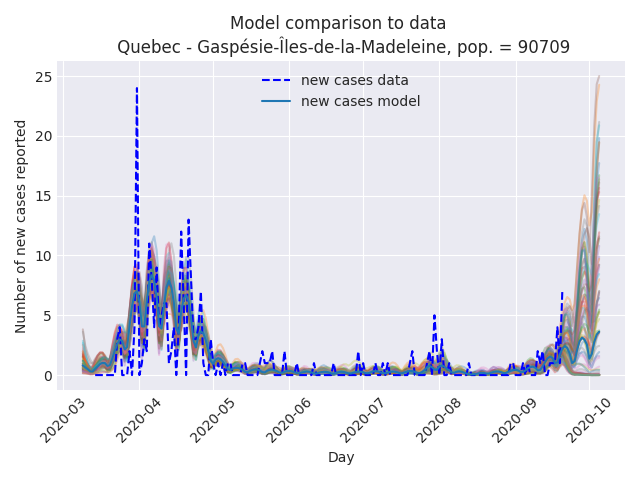 Model comparison to data
Quebec - Gaspésie-Îles-de-la-Madeleine, pop. = 90709
new cases data
new cases model
Number of new cases reported
25
20
15
10
5
0
2020-03
2020-04
2020-05
2020-06
2020-07
2020-08
2020-09
2020-10
Day